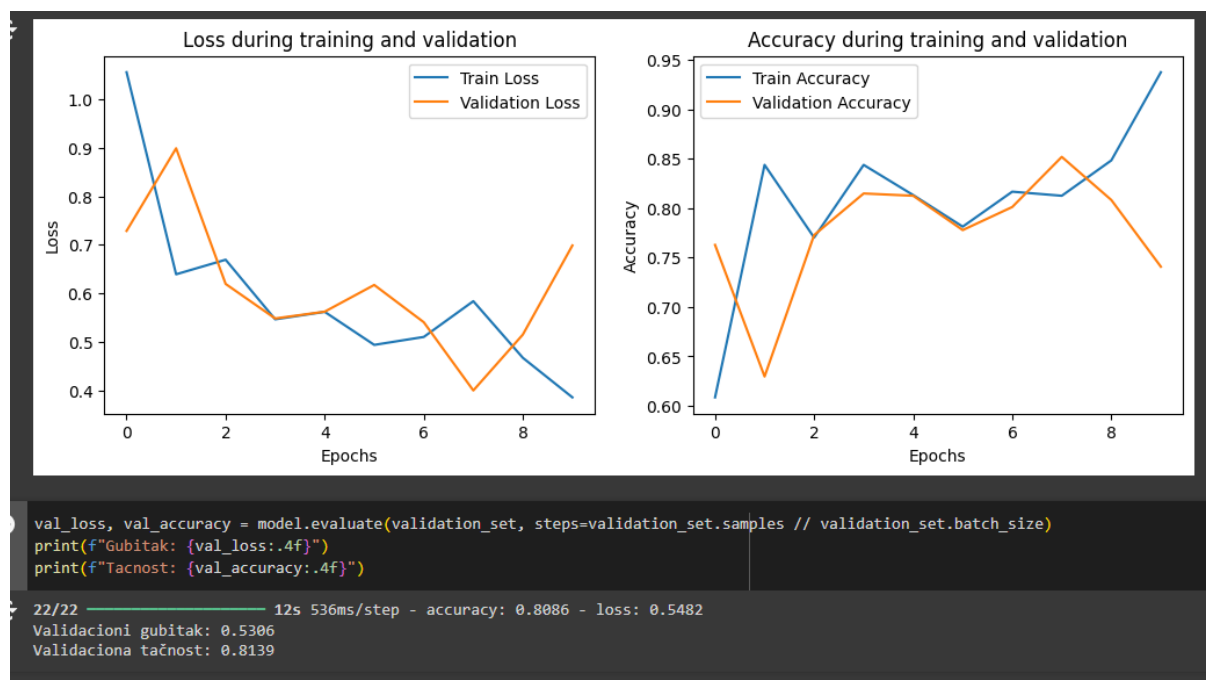 Loss during training and validation
Train Loss
Validation Loss
1.0
0.9
0.8
0.7
0.6
0.5
0.4
Loss
0 2 4 6 8
Epochs
Accuracy during training and validation
Train Accuracy
Validation Accuracy
0.95
0.90
0.85
0.80
0.75
0.70
0.65
0.60
Accuracy
0 2 4 6 8
Epochs
val_loss, val_accuracy = model.evaluate(validation_set, steps=validation_set.samples // validation_set.batch_size)
print(f"Gubitak: {val_loss:.4f}")
print(f"Tacnost: {val_accuracy:.4f}")
22/22 12s 536ms/step - accuracy: 0.8086 - loss: 0.5482
Validacioni gubitak: 0.5306
Validaciona tačnost: 0.8139